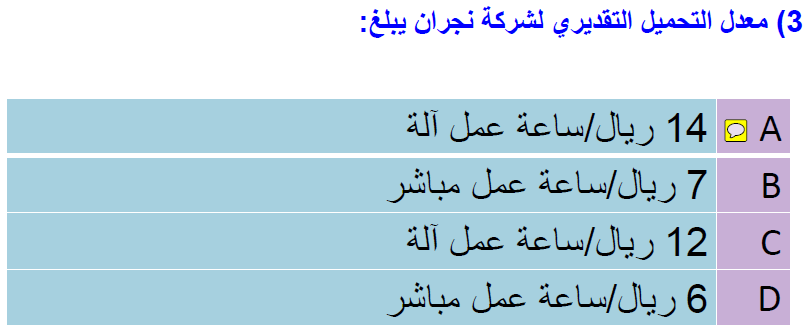 3) معدل التحميل التقديري لشركة نجران يبلغ:
A 14 ريال/ساعة عمل آلة
B 7 ريال/ساعة عمل مباشر
C 12 ريال/ساعة عمل آلة
D 6 ريال/ساعة عمل مباشر